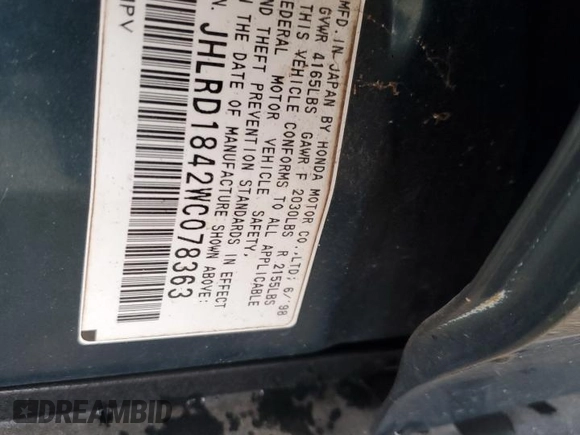 MFD. IN JAPAN BY HONDA MOTOR CO.,LTD; 6/'98
GVWR 4165LBS GAWR F 2030LBS R 2155LBS
THIS VEHICLE CONFORMS TO ALL APPLICABLE
FEDERAL MOTOR VEHICLE SAFETY,
AND THEFT PREVENTION STANDARDS IN EFFECT
ON THE DATE OF MANUFACTURE SHOWN ABOVE:
N. JHLRD1842WC078363
MPV
DREAMBID